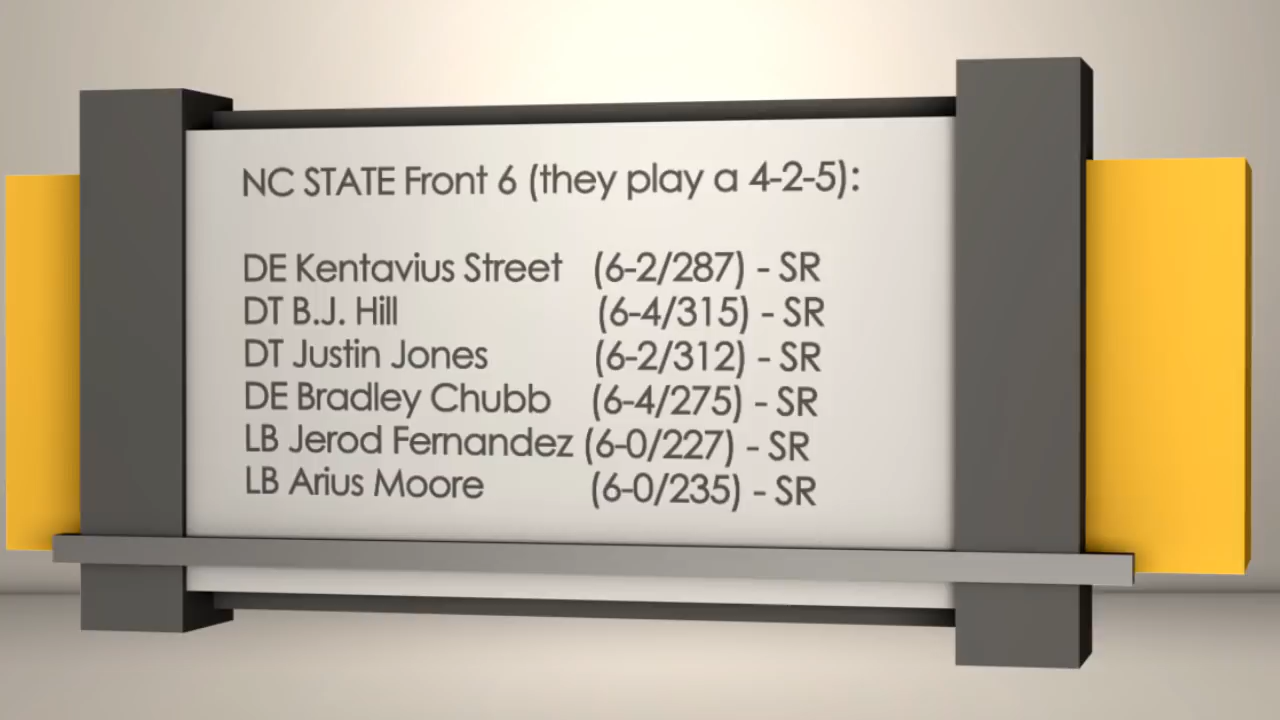 NC STATE Front 6 (they play a 4-2-5):
DE Kentavius Street (6-2/287) - SR
DT B.J. Hill (6-4/315) - SR
DT Justin Jones (6-2/312) - SR
DE Bradley Chubb (6-4/275) - SR
LB Jerod Fernandez (6-0/227) - SR
LB Arius Moore (6-0/235) - SR